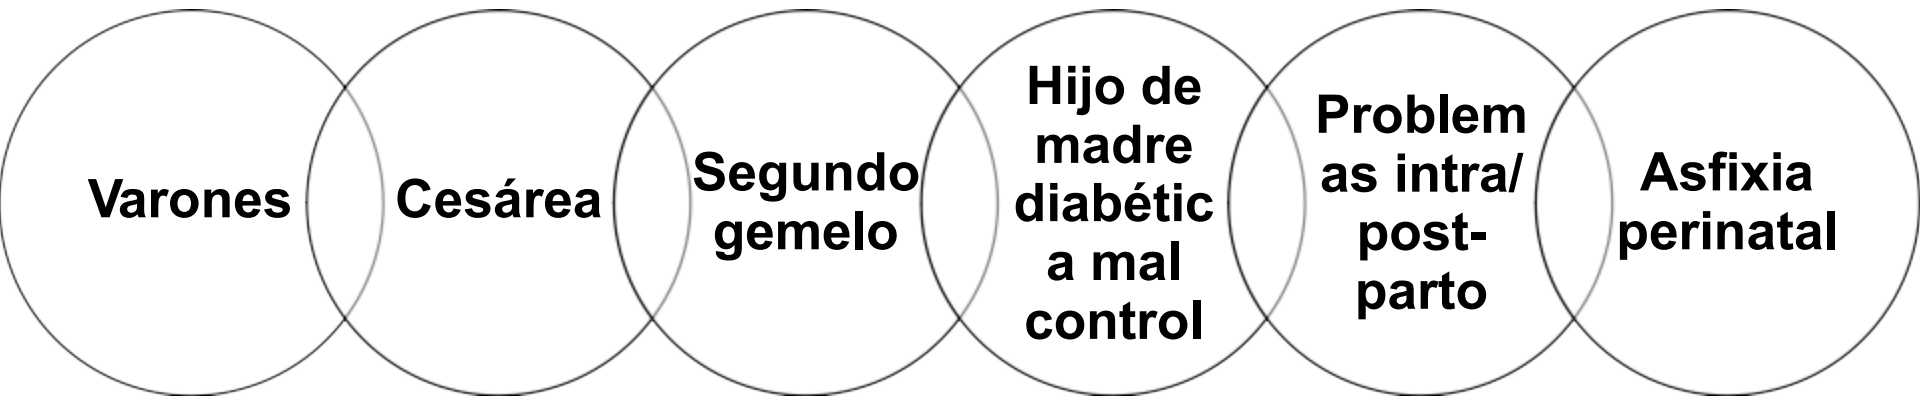 Varones
Cesárea
Segundo
gemelo
Hijo de
madre
diabétic
a mal
control
Problem
as intra/
post-
parto
Asfixia
perinatal